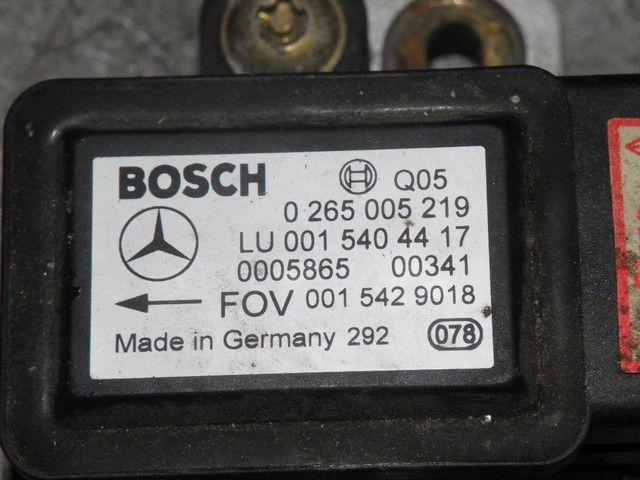 BOSCH Q05
0 265 005 219
LU 001 540 44 17
0005865 00341
FOV 001 542 9018
Made in Germany 292 078